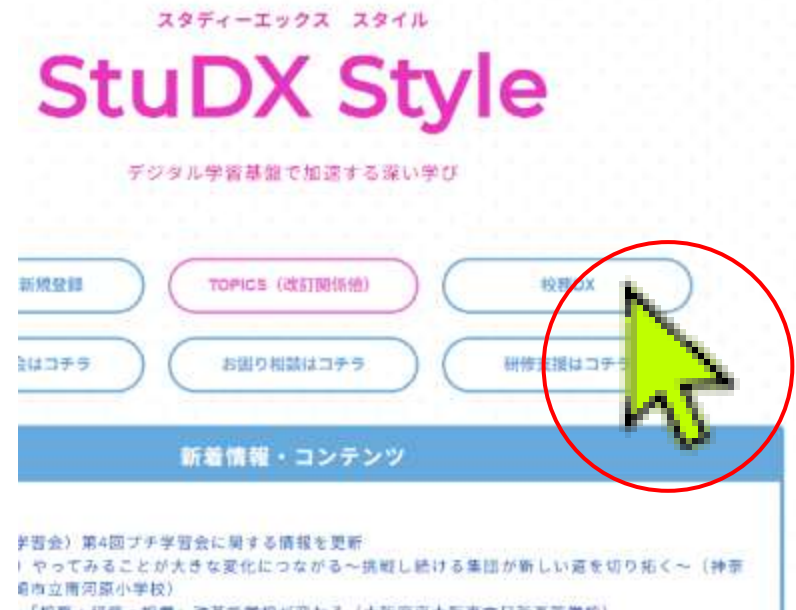 スタディーエックス スタイル
StuDX Style
デジタル学習基盤で加速する深い学び
新規登録
TOPICS（改訂関係他）
校務DX
会はコチラ
お困り相談はコチラ
研修支援はコチラ
新着情報・コンテンツ
学習会）第4回プチ学習会に関する情報を更新
）やってみることが大きな変化につながる～挑戦し続ける集団が新しい道を切り拓く～（神奈
崎市立南河原小学校）